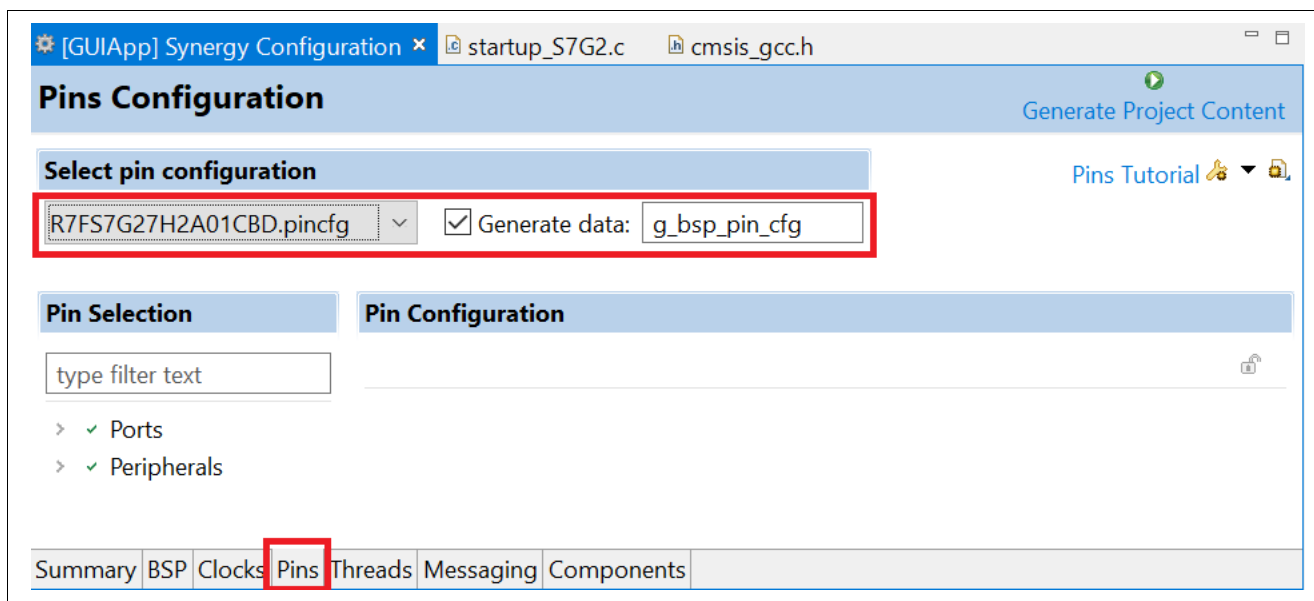 [GUIApp] Synergy Configuration startup_S7G2.c cmsis_gcc.h
Pins Configuration
Generate Project Content
Select pin configuration
Pins Tutorial
R7FS7G27H2A01CBD.pincfg Generate data: g_bsp_pin_cfg
Pin Selection Pin Configuration
type filter text
Ports
Peripherals
Summary BSP Clocks Pins Threads Messaging Components